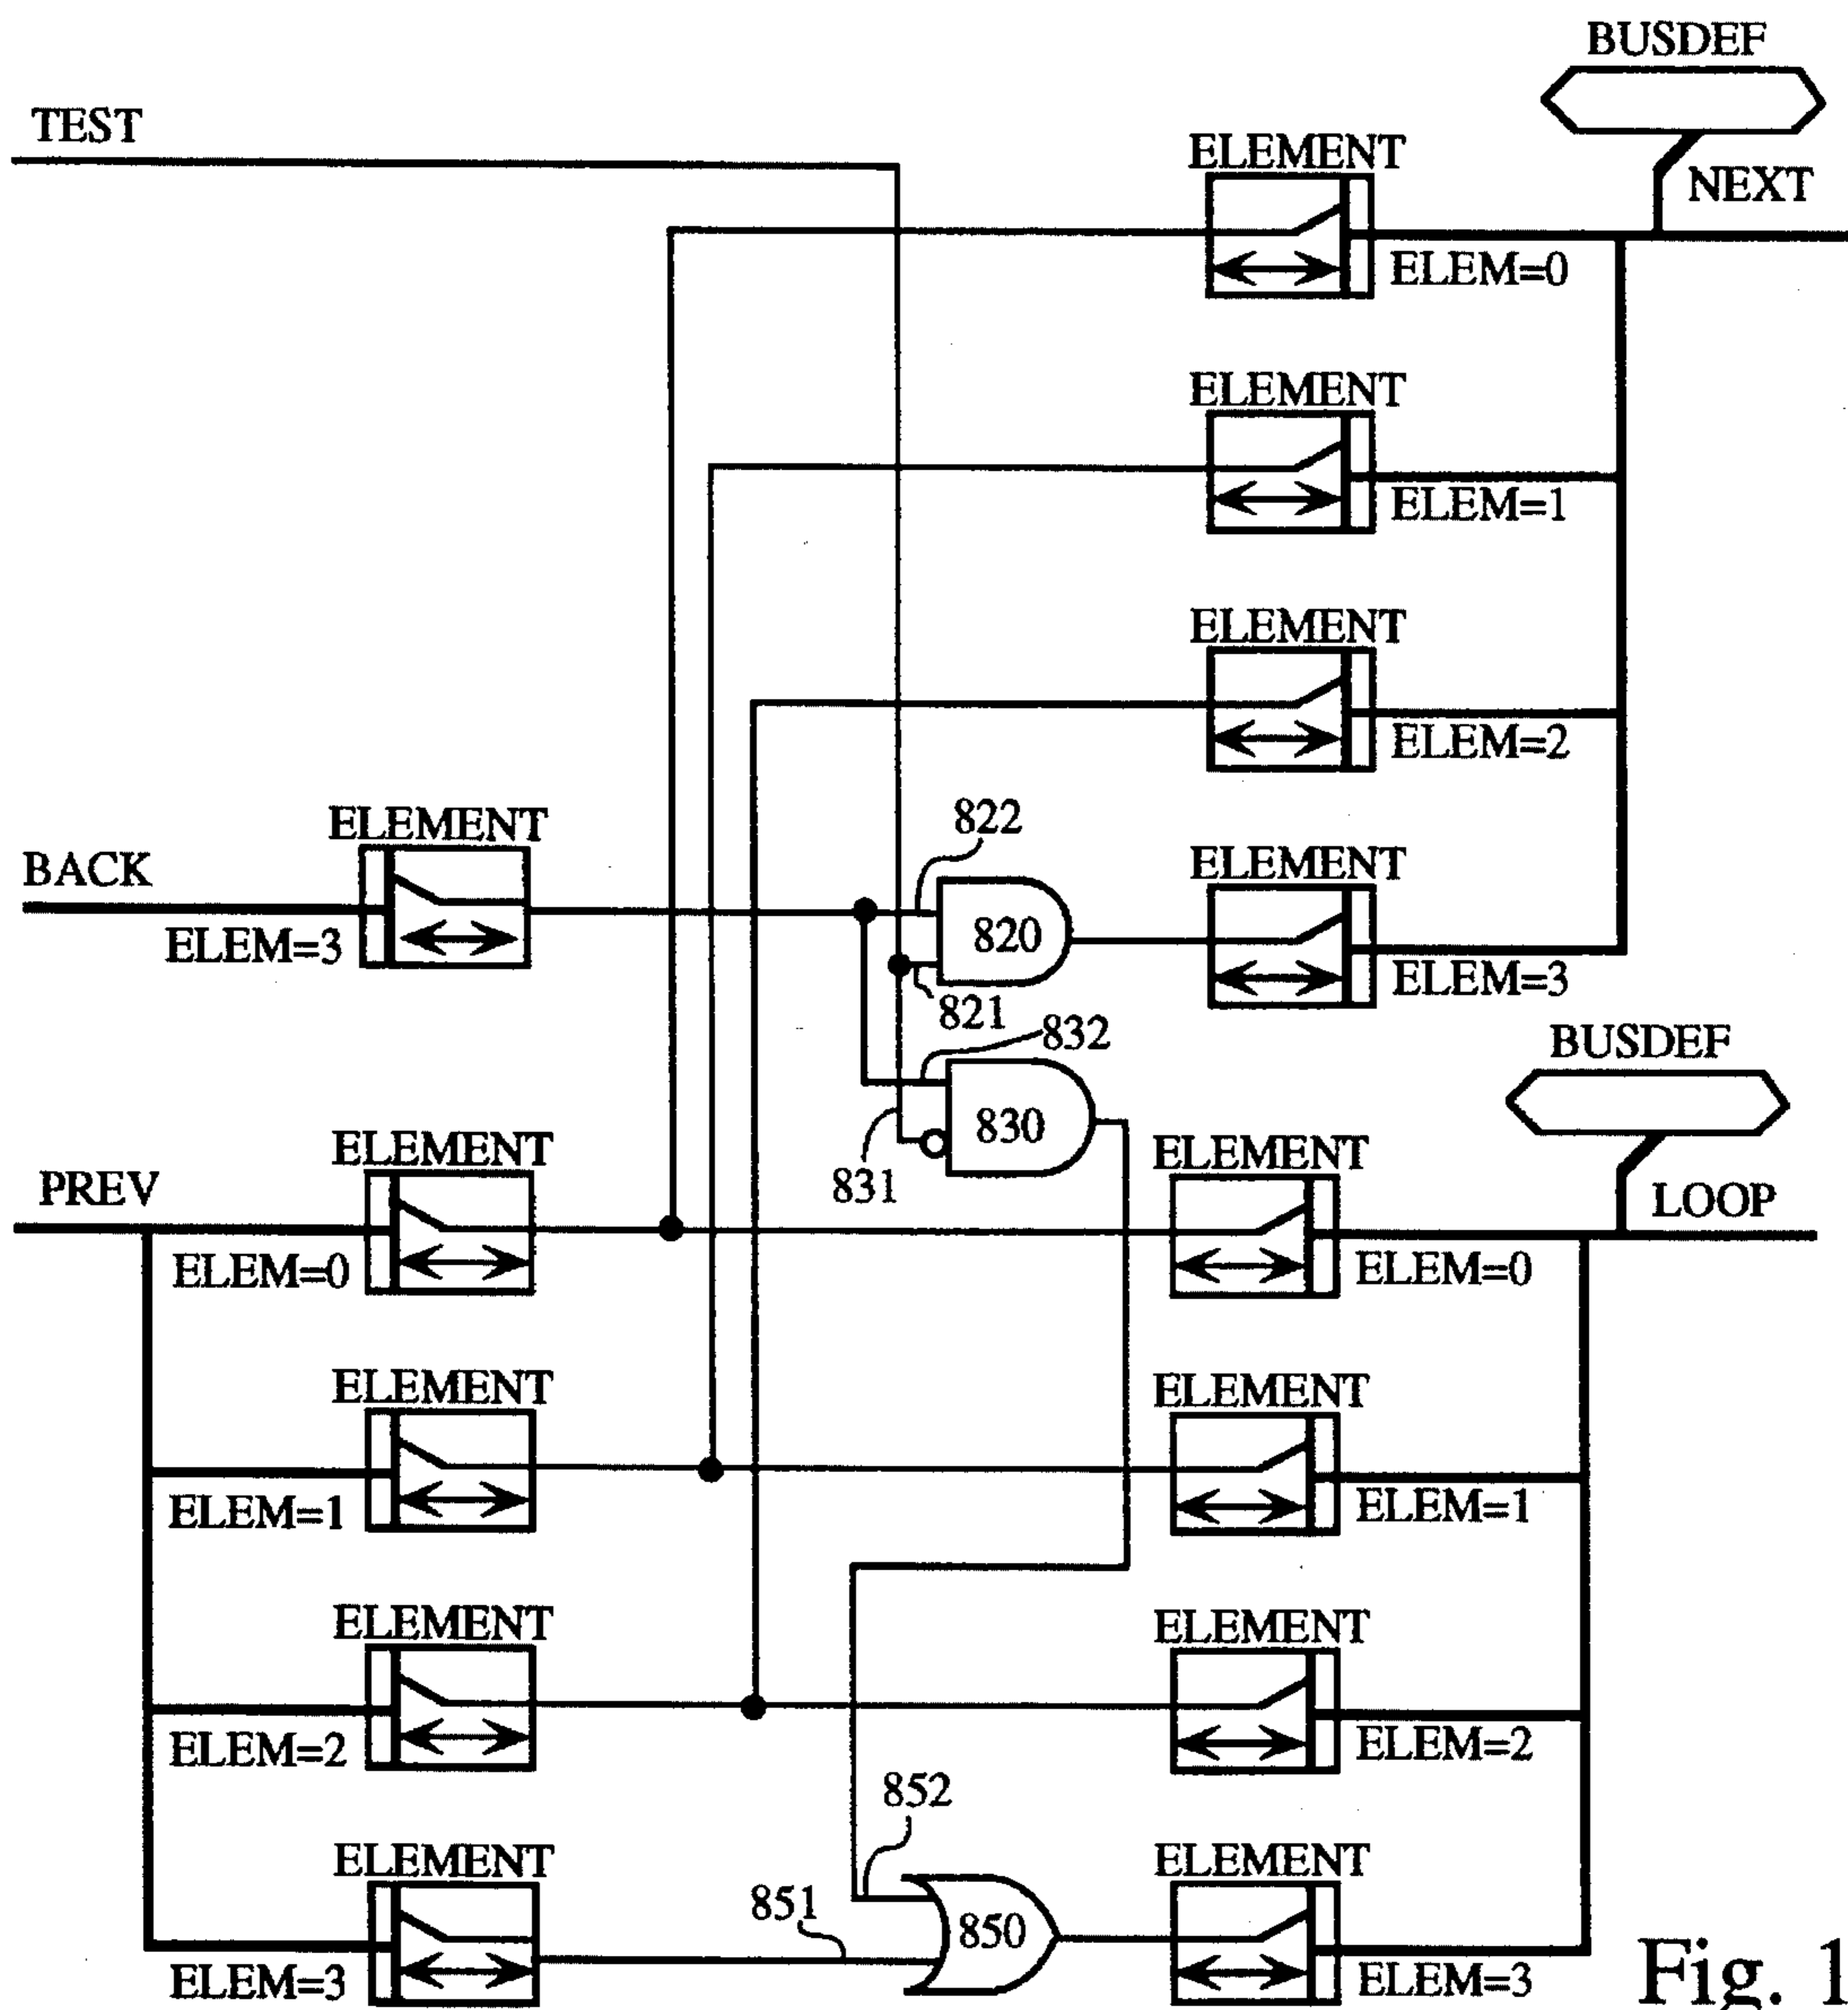 BUSDEF
TEST
ELEMENT
NEXT
ELEM=0
ELEMENT
ELEM=1
ELEMENT
ELEM=2
ELEMENT
822
BACK
ELEMENT
820
ELEM=3
ELEM=3
821
832
BUSDEF
830
ELEMENT
ELEMENT
PREV
831
LOOP
ELEM=0
ELEM=0
ELEMENT
ELEMENT
ELEM=1
ELEM=1
ELEMENT
ELEMENT
ELEM=2
ELEM=2
852
ELEMENT
ELEMENT
851
850
ELEM=3
ELEM=3
Fig. 1